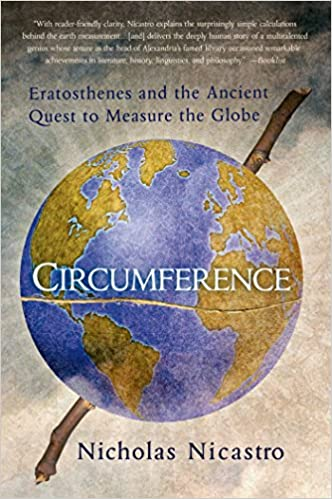 "With reader-friendly clarity, Nicastro explains the surprisingly simple calculations
behind the earth measurement... [and] delivers the deeply human story of a multitalented
genius whose tenure as the head of Alexandria's famed library occasioned remarkable
achievements in literature, history, linguistics, and philosophy." —Booklist
Eratosthenes and the Ancient
Quest to Measure the Globe
CIRCUMFERENCE
Nicholas Nicastro